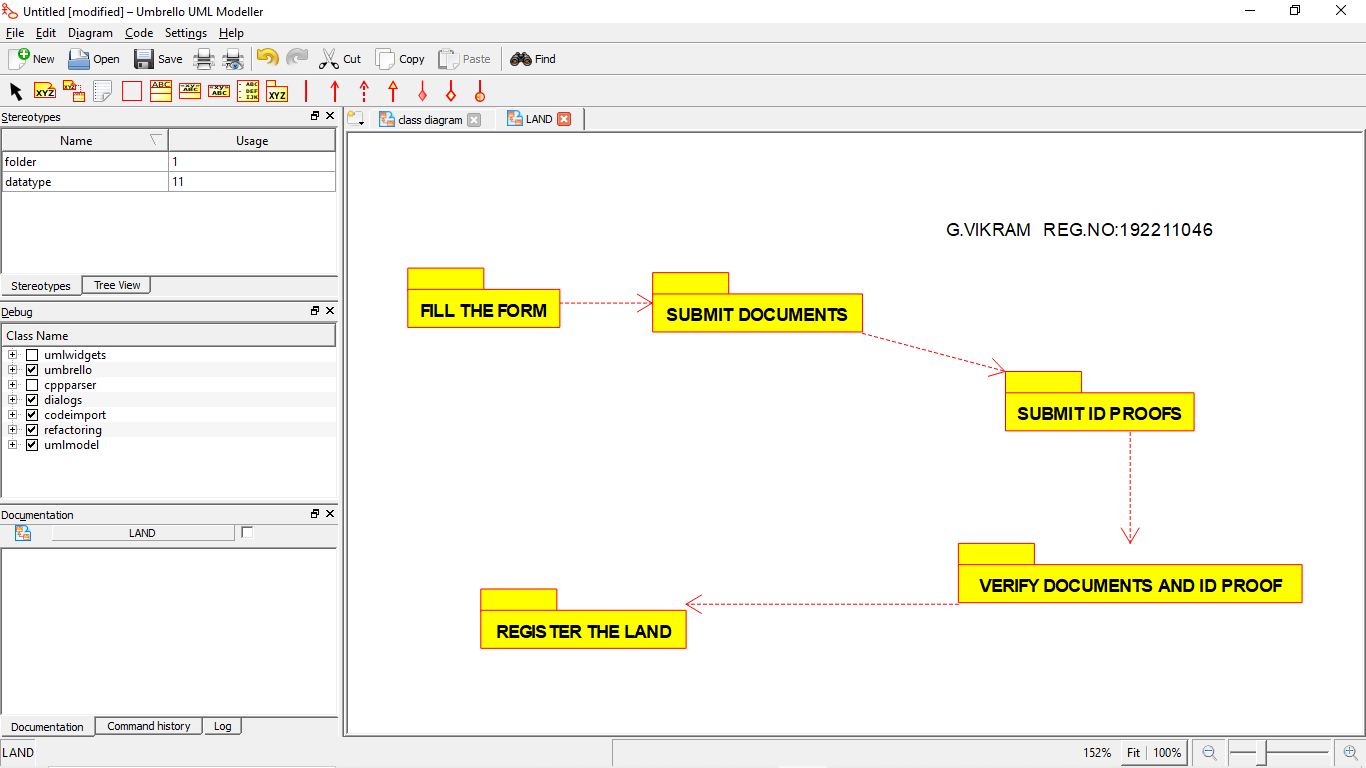 Untitled [modified] – Umbrello UML Modeller
File Edit Diagram Code Settings Help
New Open Save Cut Copy Paste Find
Stereotypes
Name Usage
folder 1
datatype 11
Stereotypes Tree View
Debug
Class Name
umlwidgets
umbrello
cppparser
dialogs
codeimport
refactoring
umlmodel
Documentation
LAND
Documentation Command history Log
LAND
class diagram LAND
G.VIKRAM REG.NO:192211046
FILL THE FORM
SUBMIT DOCUMENTS
SUBMIT ID PROOFS
VERIFY DOCUMENTS AND ID PROOF
REGISTER THE LAND
152% Fit 100%